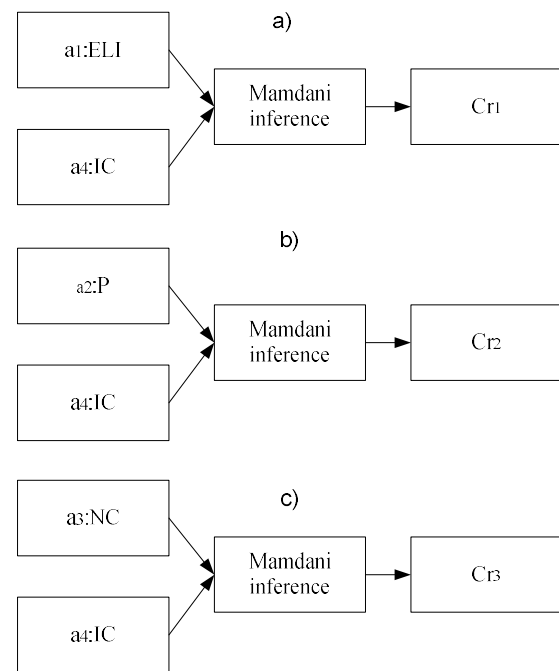 a)
a1:ELI
Mamdani
inference
Cr1
a4:IC
b)
a2:P
Mamdani
inference
Cr2
a4:IC
c)
a3:NC
Mamdani
inference
Cr3
a4:IC